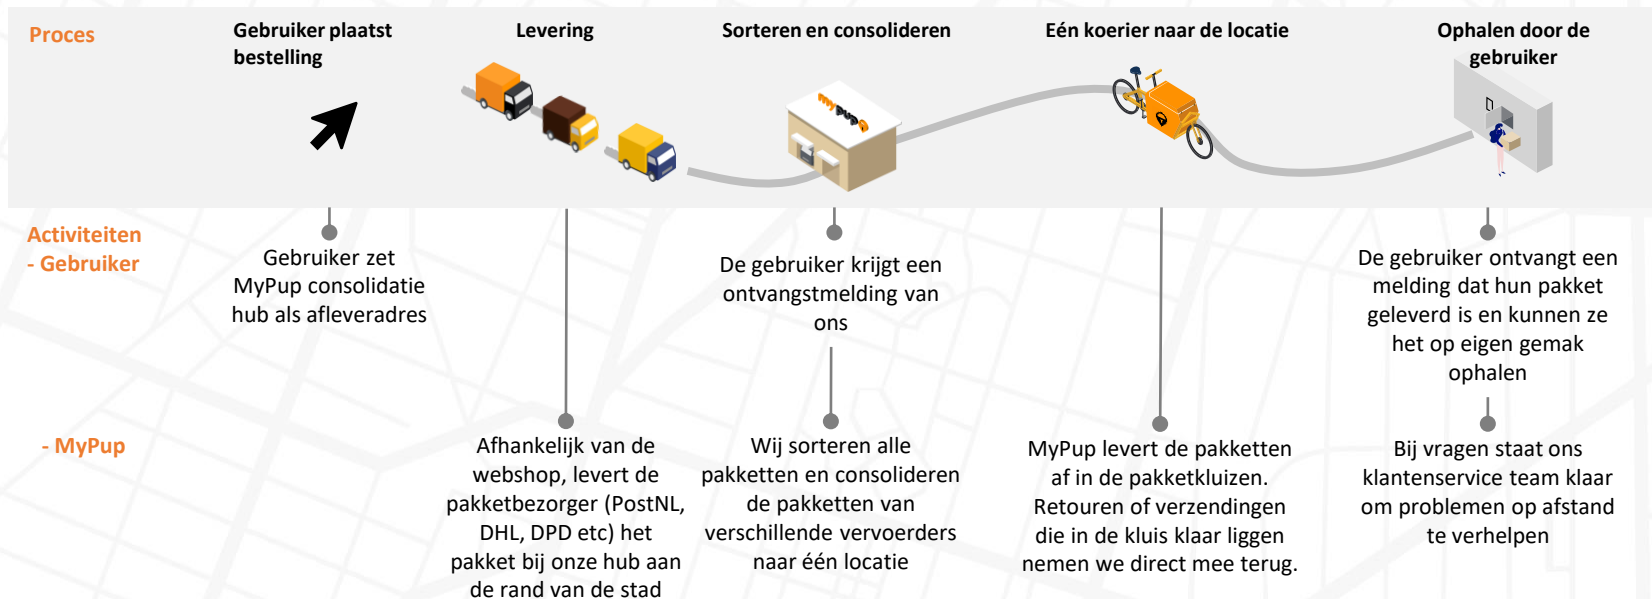 Proces
Gebruiker plaatst
bestelling
Levering
Sorteren en consolideren
Eén koerier naar de locatie
Ophalen door de
gebruiker
mypup
Activiteiten
- Gebruiker
Gebruiker zet
MyPup consolidatie
hub als afleveradres
De gebruiker krijgt een
ontvangstmelding van
ons
De gebruiker ontvangt een
melding dat hun pakket
geleverd is en kunnen ze
het op eigen gemak
ophalen
- MyPup
Afhankelijk van de
webshop, levert de
pakketbezorger (PostNL,
DHL, DPD etc) het
pakket bij onze hub aan
de rand van de stad
Wij sorteren alle
pakketten en consolideren
de pakketten van
verschillende vervoerders
naar één locatie
MyPup levert de pakketten
af in de pakketkluizen.
Retouren of verzendingen
die in de kluis klaar liggen
nemen we direct mee terug.
Bij vragen staat ons
klantenservice team klaar
om problemen op afstand
te verhelpen